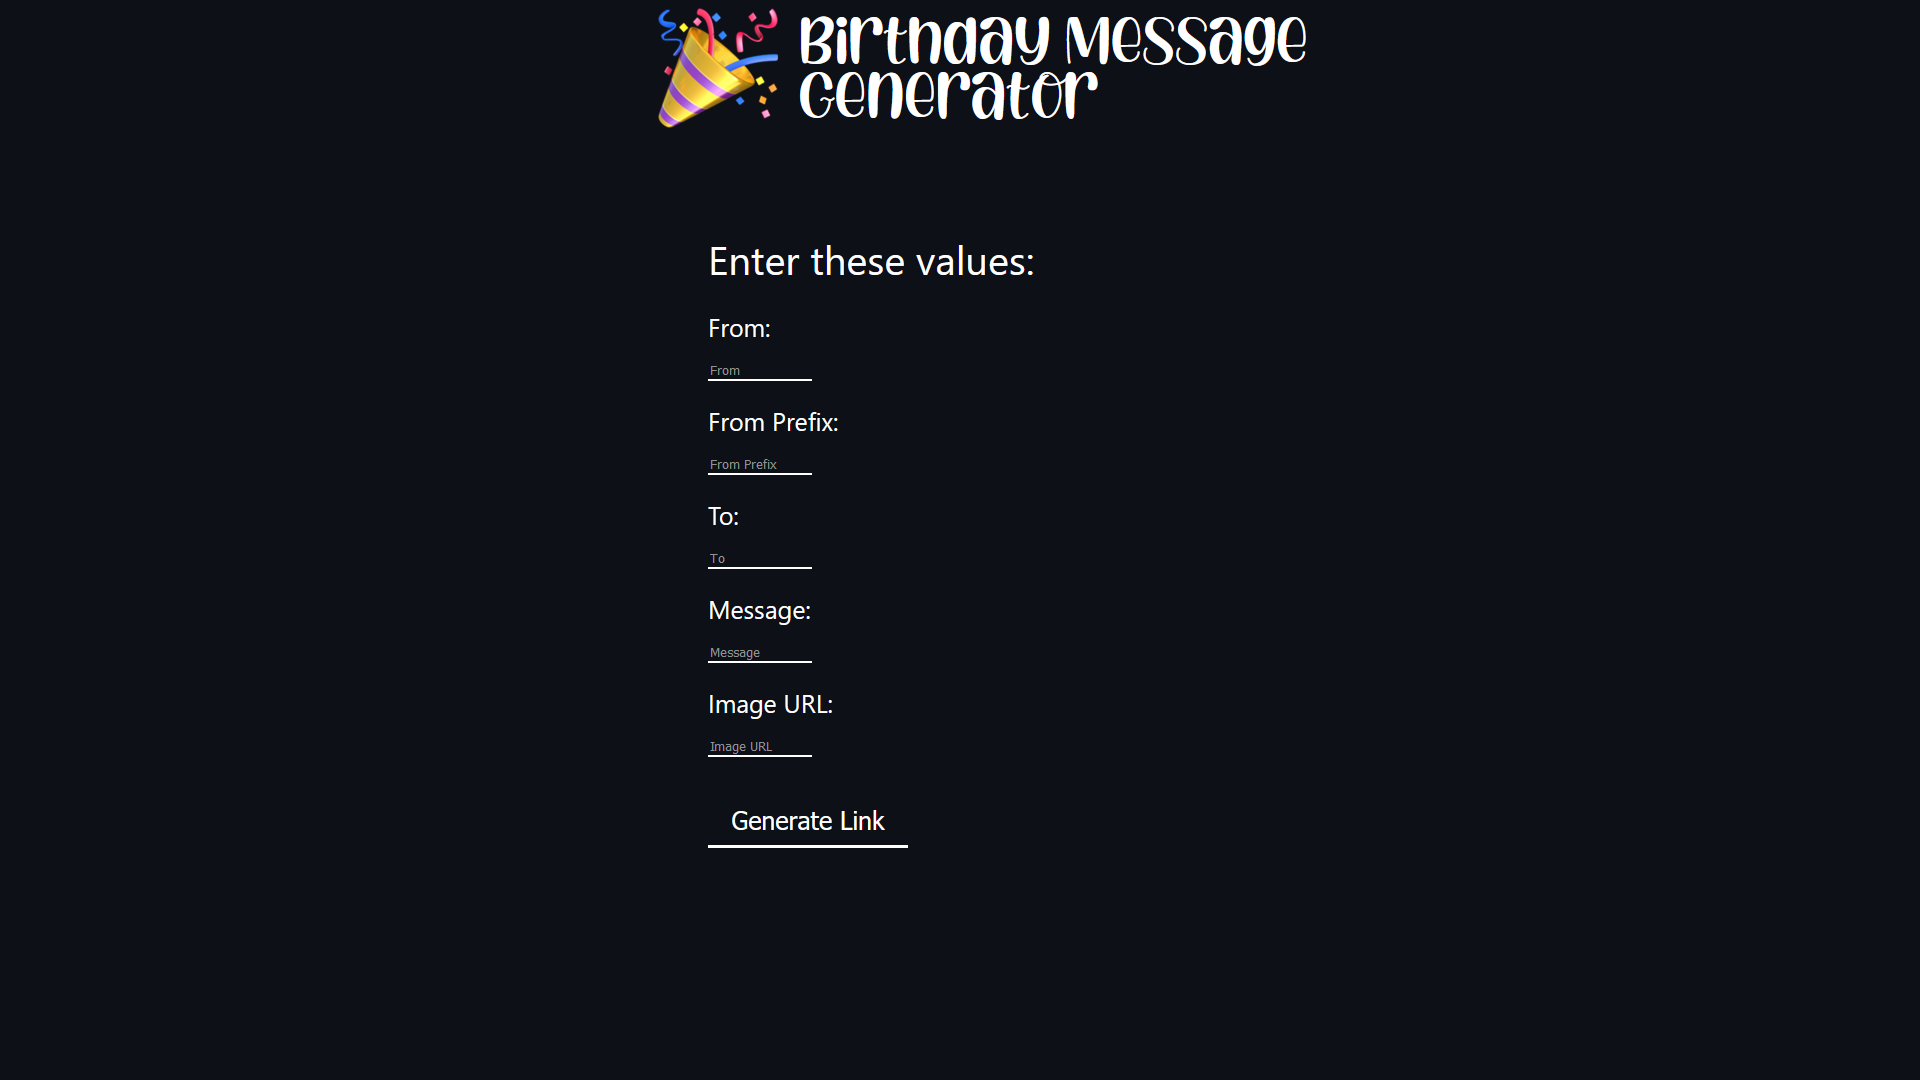 Birthday Message
Generator
Enter these values:
From:
From
From Prefix:
From Prefix
To:
To
Message:
Message
Image URL:
Image URL
Generate Link